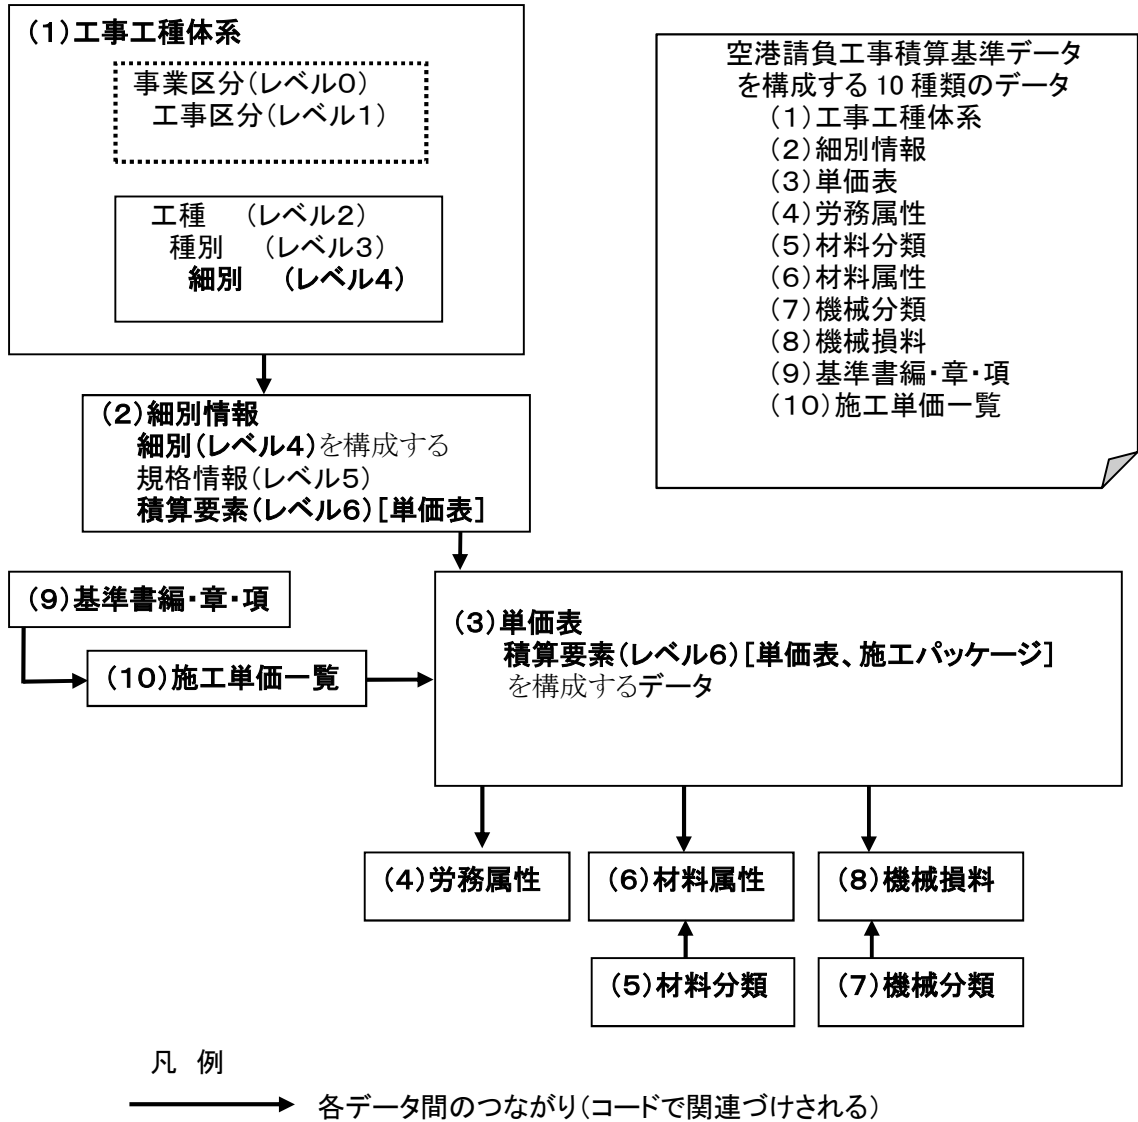 (1)工事工種体系
事業区分(レベル0)
工事区分(レベル1)
工種 (レベル2)
種別 (レベル3)
細別 (レベル4)
空港請負工事積算基準データ
を構成する 10 種類のデータ
(1)工事工種体系
(2)細別情報
(3)単価表
(4)労務属性
(5)材料分類
(6)材料属性
(7)機械分類
(8)機械損料
(9)基準書編・章・項
(10)施工単価一覧
(2)細別情報
細別(レベル4)を構成する
規格情報(レベル5)
積算要素(レベル6)[単価表]
(9)基準書編・章・項
(10)施工単価一覧
(3)単価表
積算要素(レベル6)[単価表、施工パッケージ]
を構成するデータ
(4)労務属性
(6)材料属性
(8)機械損料
(5)材料分類
(7)機械分類
凡 例
各データ間のつながり(コードで関連づけされる)